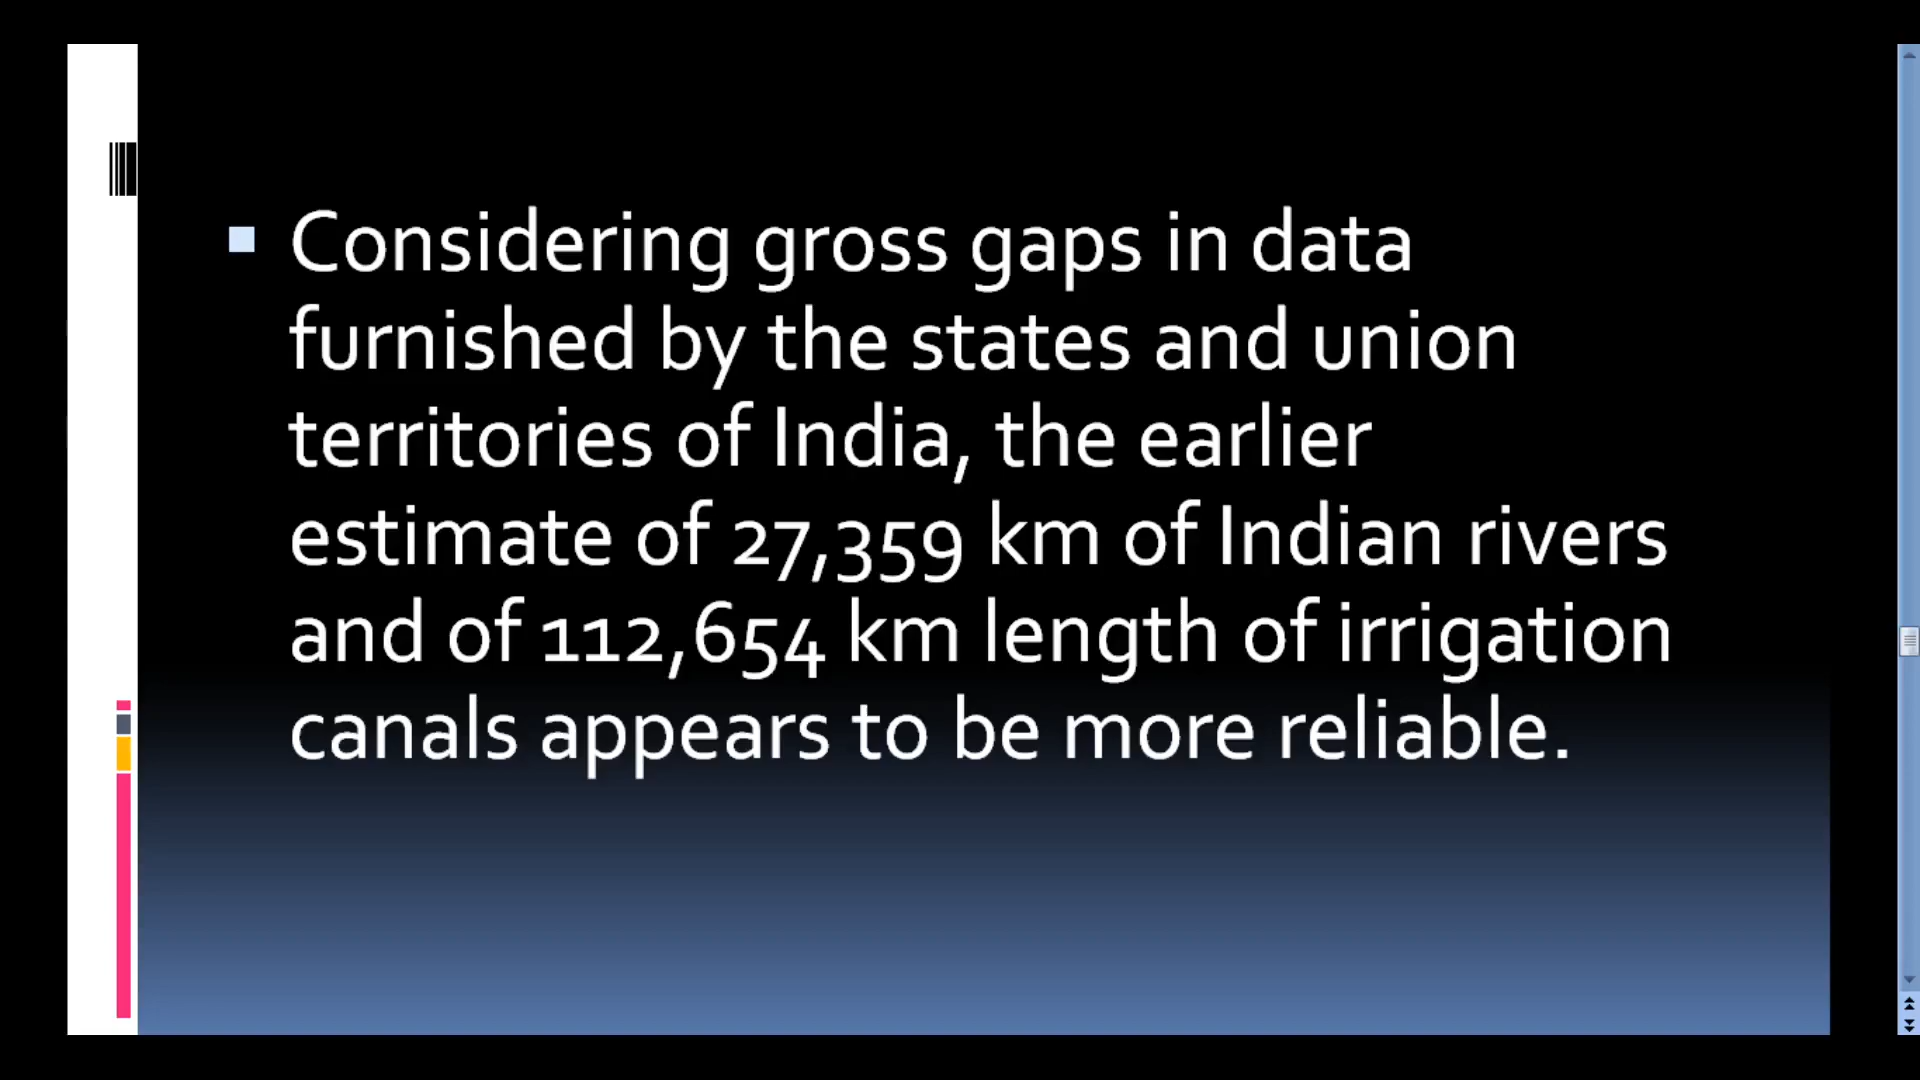 Considering gross gaps in data
furnished by the states and union
territories of India, the earlier
estimate of 27,359 km of Indian rivers
and of 112,654 km length of irrigation
canals appears to be more reliable.